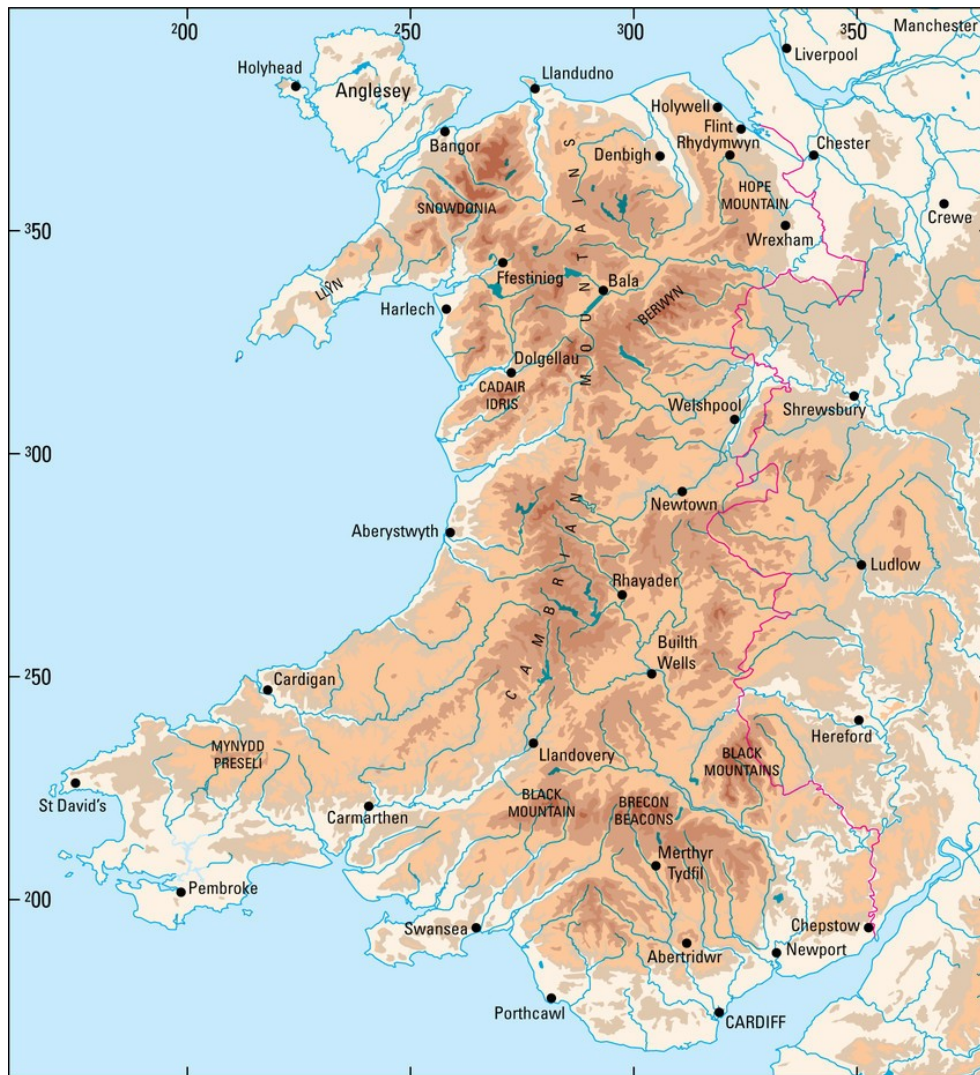 200
250
300
350
Manchester
Liverpool
Holyhead
Anglesey
Llandudno
Holywell
Flint
Bangor
Rhydymwyn
Chester
Denbigh
SNOWDONIA
HOPE
MOUNTAIN
Crewe
350
Wrexham
LLYN
Ffestiniog
Bala
BERWYN
Harlech
Dolgellau
CADAIR
IDRIS
Welshpool
Shrewsbury
300
CAMBRIAN MOUNTAINS
Newtown
Aberystwyth
Ludlow
Rhayader
Builth
Wells
250
Cardigan
Hereford
MYNYDD
PRESELI
Llandovery
BLACK
MOUNTAINS
St David's
Carmarthen
BLACK
MOUNTAIN
BRECON
BEACONS
Merthyr
Tydfil
200
Pembroke
Swansea
Chepstow
Abertridwr
Newport
Porthcawl
CARDIFF